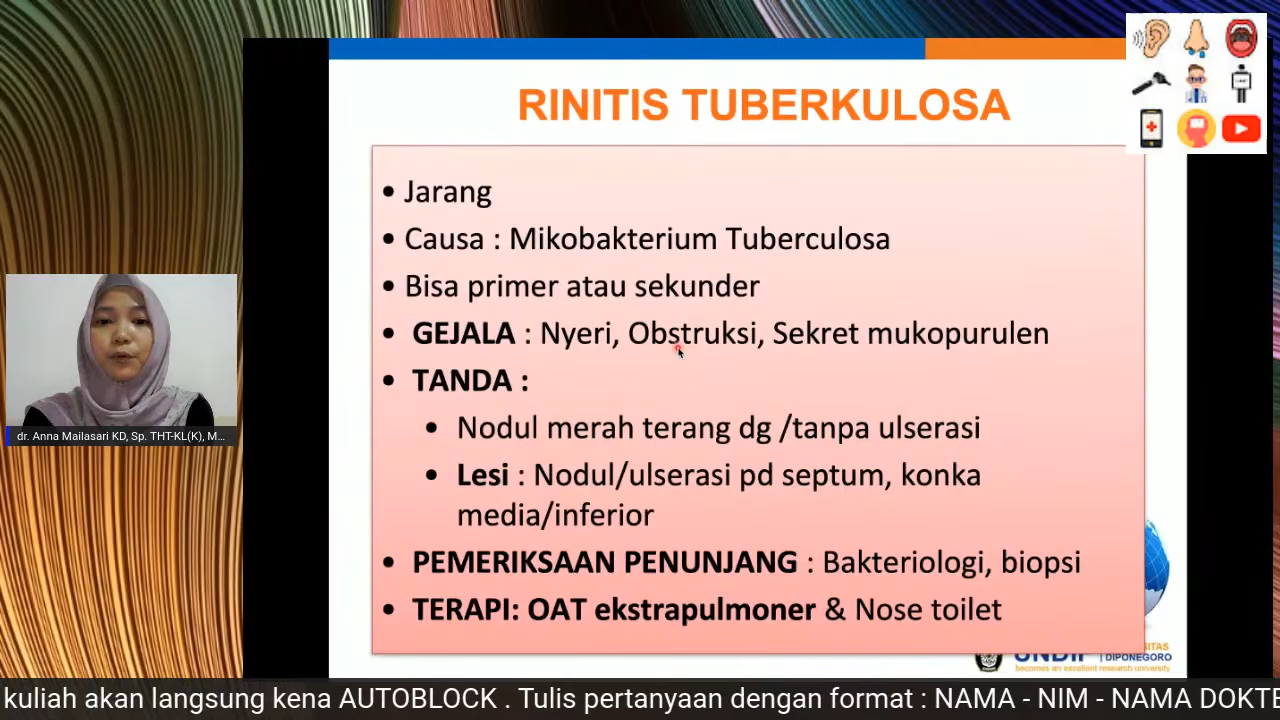 RINITIS TUBERKULOSA
• Jarang
• Causa : Mikobakterium Tuberculosa
• Bisa primer atau sekunder
• GEJALA : Nyeri, Obstruksi, Sekret mukopurulen
• TANDA :
• Nodul merah terang dg /tanpa ulserasi
• Lesi : Nodul/ulserasi pd septum, konka
media/inferior
• PEMERIKSAAN PENUNJANG : Bakteriologi, biopsi
• TERAPI: OAT ekstrapulmoner & Nose toilet
dr. Anna Mailasari KD, Sp. THT-KL(K), M...
UNDIP
DIPONEGORO
becomes an excellent research university
kuliah akan langsung kena AUTOBLOCK . Tulis pertanyaan dengan format : NAMA - NIM - NAMA DOKTE